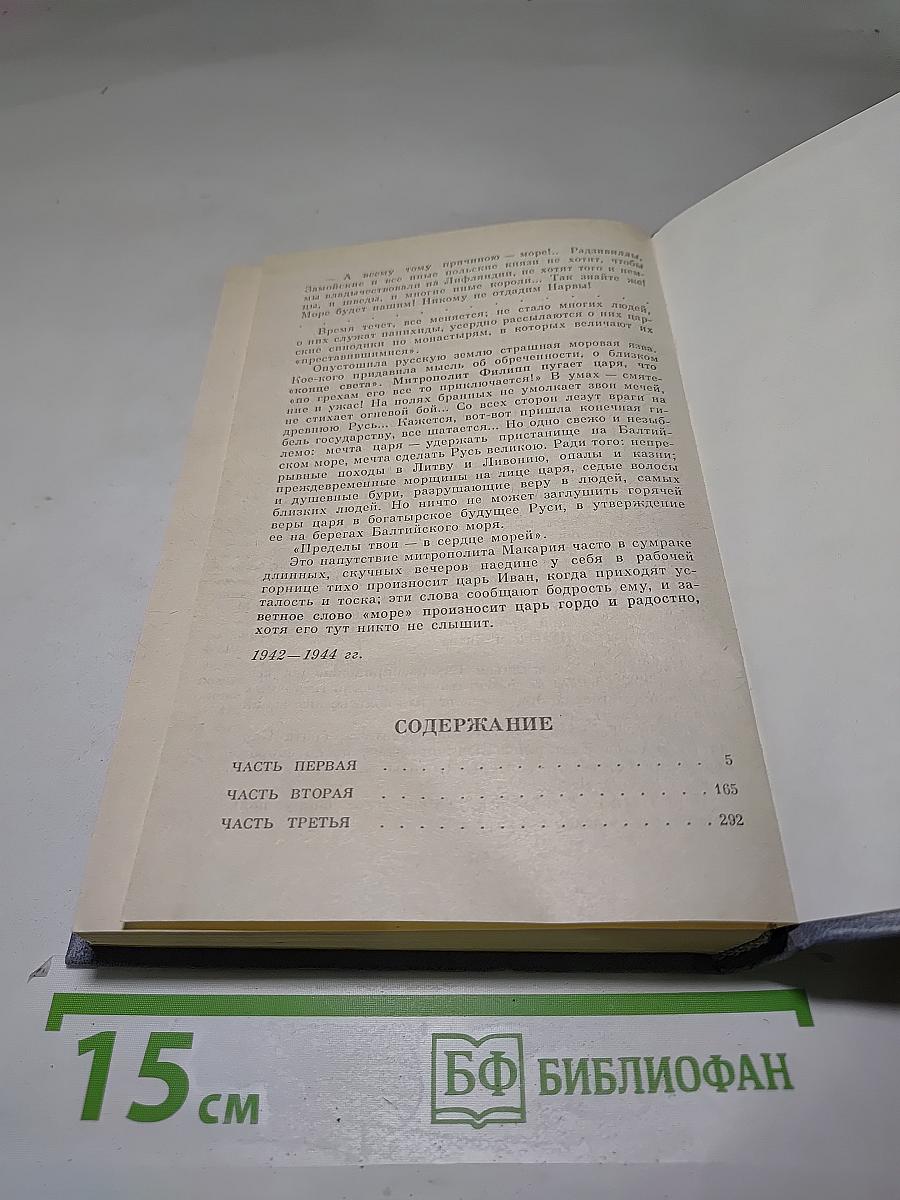 — А всему тому причиною — море!.. Радзивиллы,
Замойские и все иные польские князи не хотят, чтобы
мы владычествовали на Лифляндии, не хотят того и нем-
цы, и шведы, и многие иные короли... Так знайте же!
Море будет нашим! Никому не отдадим Нарвы!
. . . . . . . . . . . . . . . .
Время течет, все меняется; не стало многих людей,
о них служат панихиды, усердно рассылаются о них цар-
ские синодики по монастырям, в которых величают их
«преставившимися».
Опустошила русскую землю страшная моровая язва.
Кое-кого придавила мысль об обреченности, о близком
«конце света». Митрополит Филипп пугает царя, что
«по грехам его все то приключается!» В умах — смяте-
ние и ужас! На полях бранных не умолкает звон мечей,
не стихает огневой бой... Со всех сторон лезут враги на
древнюю Русь... Кажется, вот-вот пришла конечная ги-
бель государству, все шатается... Но одно свежо и незыб-
лемо: мечта царя — удержать пристанище на Балтий-
ском море, мечта сделать Русь великою. Ради того: непре-
рывные походы в Литву и Ливонию, опалы и казни;
преждевременные морщины на лице царя, седые волосы
и душевные бури, разрушающие веру в людей, самых
близких людей. Но ничто не может заглушить горячей
веры царя в богатырское будущее Руси, в утверждение
ее на берегах Балтийского моря.
«Пределы твои — в сердце морей».
Это напутствие митрополита Макария часто в сумраке
длинных, скучных вечеров наедине у себя в рабочей
горнице тихо произносит царь Иван, когда приходят ус-
талость и тоска; эти слова сообщают бодрость ему, и за-
ветное слово «море» произносит царь гордо и радостно,
хотя его тут никто не слышит.
1942—1944 гг.
СОДЕРЖАНИЕ
ЧАСТЬ ПЕРВАЯ . . . . . . . . . . . . . . . . . . 5
ЧАСТЬ ВТОРАЯ . . . . . . . . . . . . . . . . . . 165
ЧАСТЬ ТРЕТЬЯ . . . . . . . . . . . . . . . . . . 292
15 см
БФ БИБЛИОФАН